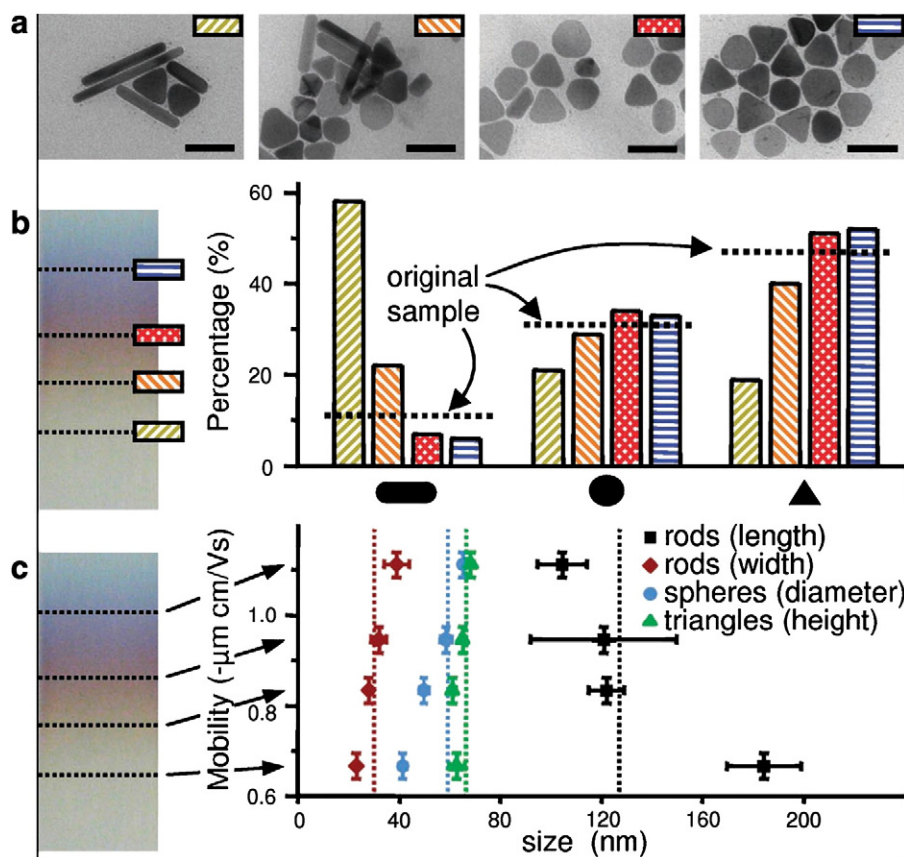 a
b
60
40
20
0
Percentage (%)
original
sample
c
1.0
0.8
0.6
Mobility (-µm cm/Vs)
rods (length)
rods (width)
spheres (diameter)
triangles (height)
0
40
80
120
160
200
size (nm)